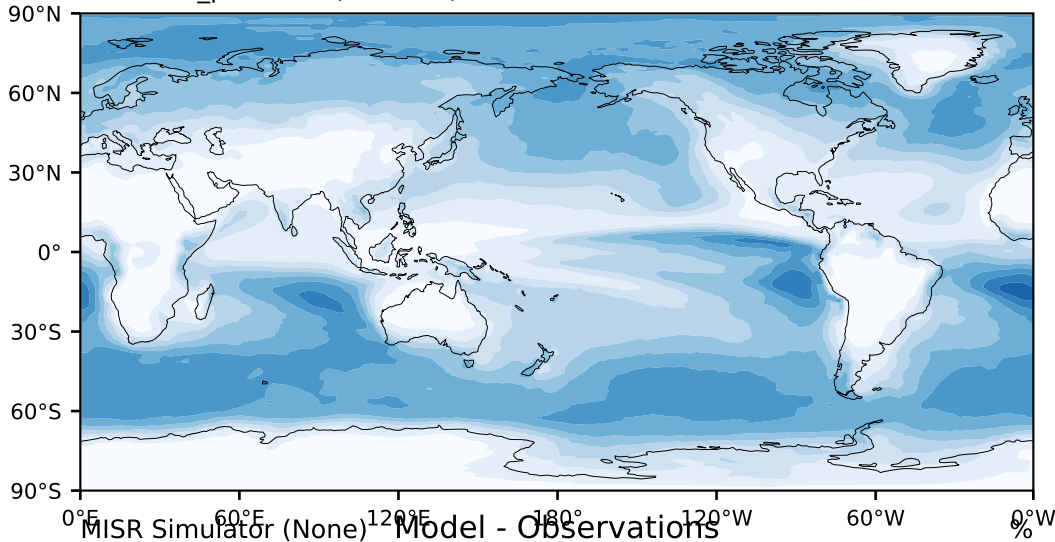 90°N
60°N
30°N
0°
30°S
60°S
90°S
0°E 60°E 120°E 180° 120°W 60°W 0°W
MISR Simulator (None) Model - Observations %